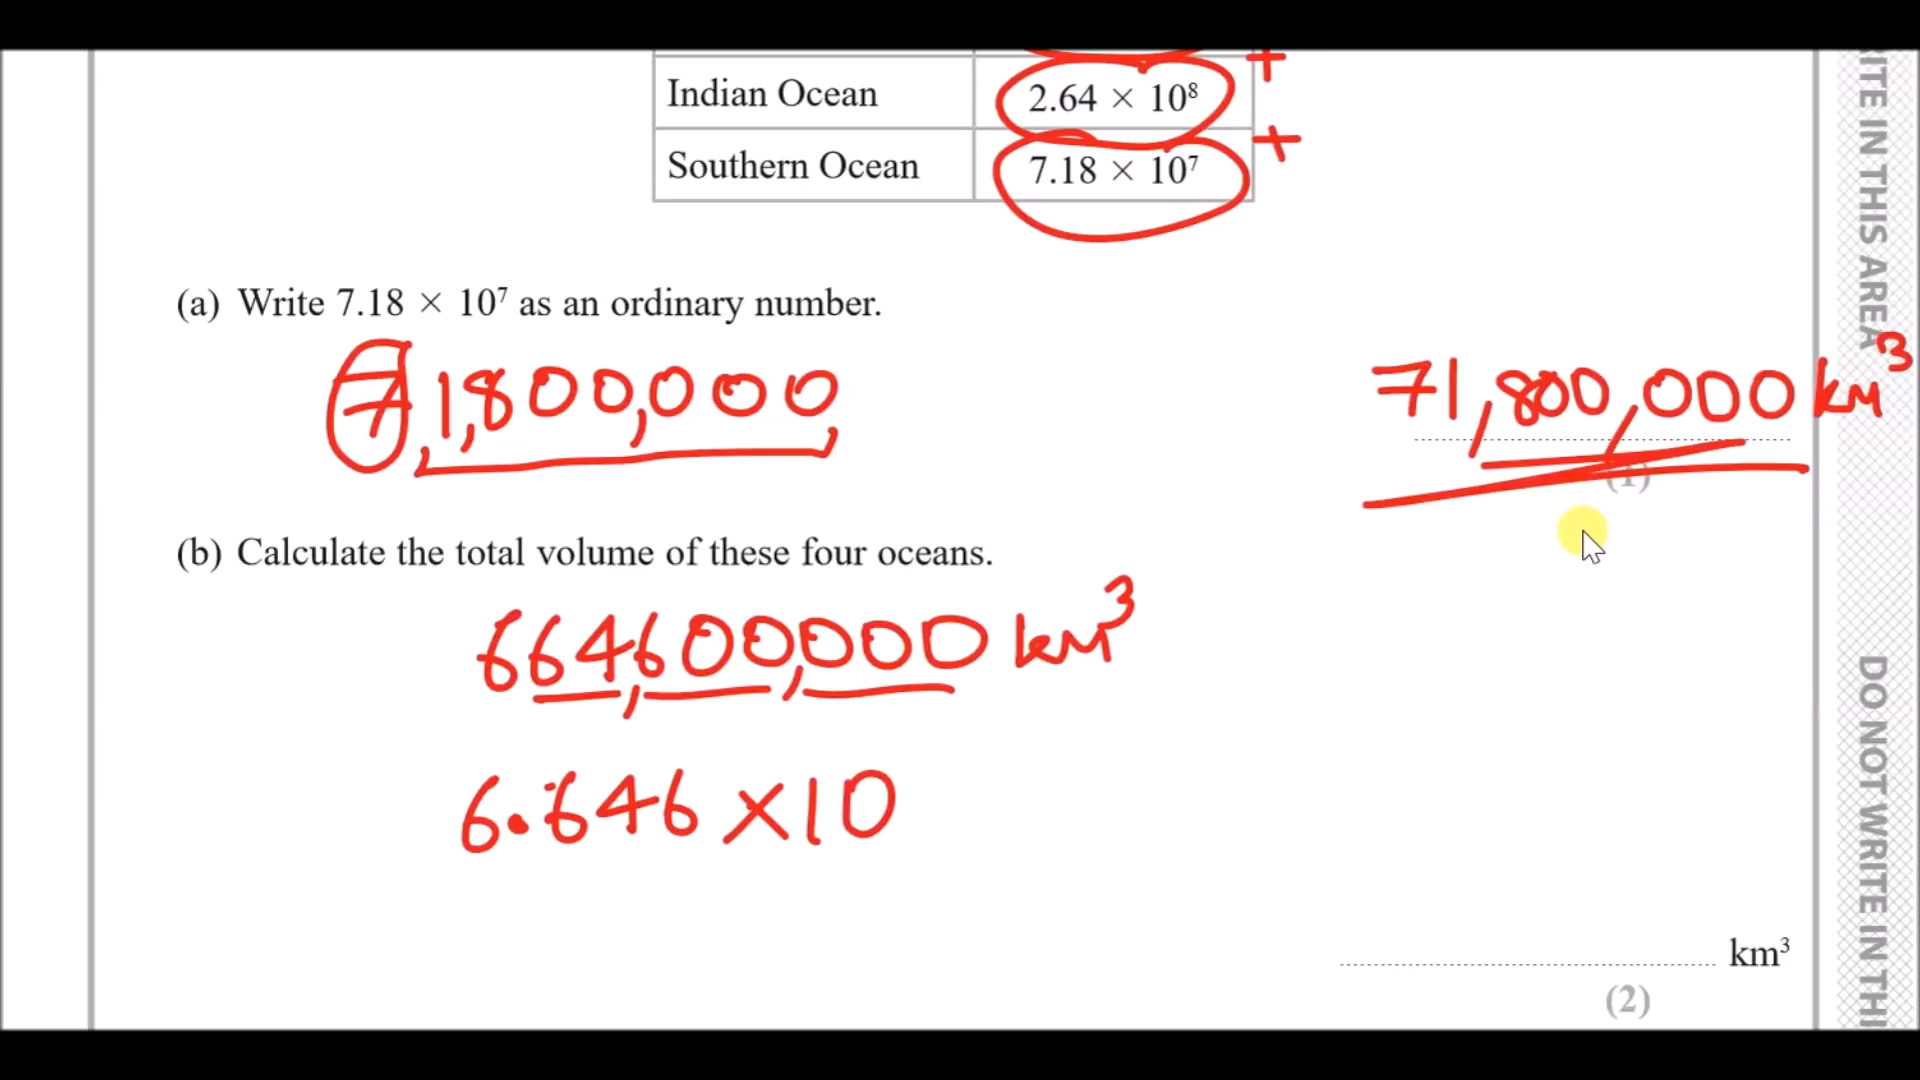 +
Indian Ocean 2.64 × 10⁸
+
Southern Ocean 7.18 × 10⁷
(a) Write 7.18 × 10⁷ as an ordinary number.
71,800,000
71,800,000 km³
(1)
(b) Calculate the total volume of these four oceans.
664,600,000 km³
6.646 × 10
km³
(2)
RITE IN THIS AREA
DO NOT WRITE IN THI